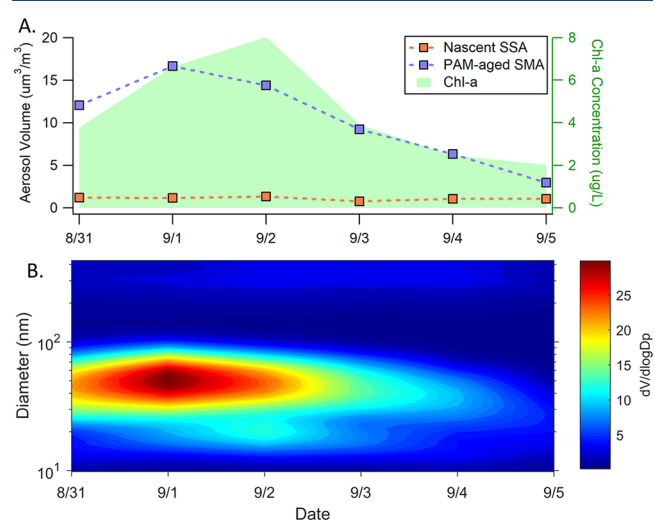 A.
Aerosol Volume (um³/m³)
20
15
10
5
0
Nascent SSA
PAM-aged SMA
Chl-a
8
6
4
2
0
Chl-a Concentration (ug/L)
8/31 9/1 9/2 9/3 9/4 9/5
B.
Diameter (nm)
10²
10¹
25
20
15
10
5
dV/dlogDp
8/31 9/1 9/2 9/3 9/4 9/5
Date